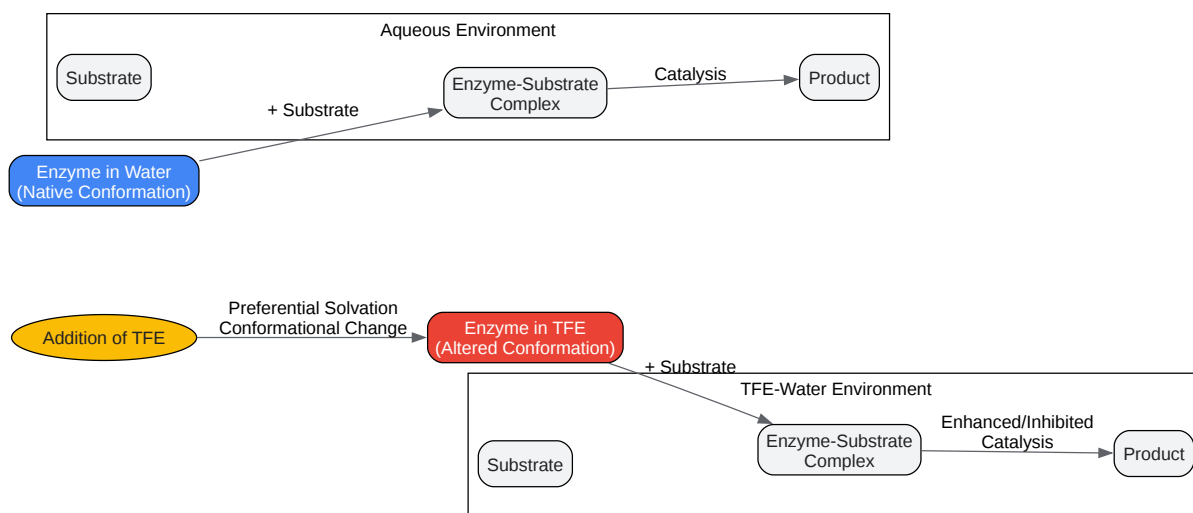 Aqueous Environment
Substrate
Enzyme-Substrate
Complex
Catalysis
Product
+ Substrate
Enzyme in Water
(Native Conformation)
Addition of TFE
Preferential Solvation
Conformational Change
Enzyme in TFE
(Altered Conformation)
+ Substrate
TFE-Water Environment
Substrate
Enzyme-Substrate
Complex
Enhanced/Inhibited
Catalysis
Product